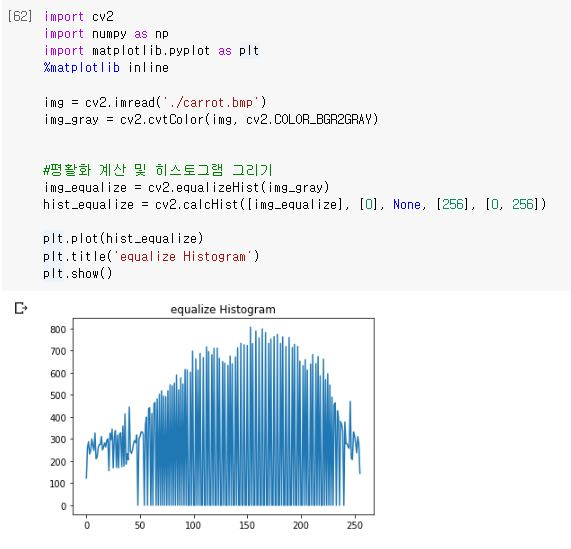 [62] import cv2
import numpy as np
import matplotlib.pyplot as plt
%matplotlib inline
img = cv2.imread('./carrot.bmp')
img_gray = cv2.cvtColor(img, cv2.COLOR_BGR2GRAY)
#평활화 계산 및 히스토그램 그리기
img_equalize = cv2.equalizeHist(img_gray)
hist_equalize = cv2.calcHist([img_equalize], [0], None, [256], [0, 256])
plt.plot(hist_equalize)
plt.title('equalize Histogram')
plt.show()
equalize Histogram
800
700
600
500
400
300
200
100
0
0 50 100 150 200 250